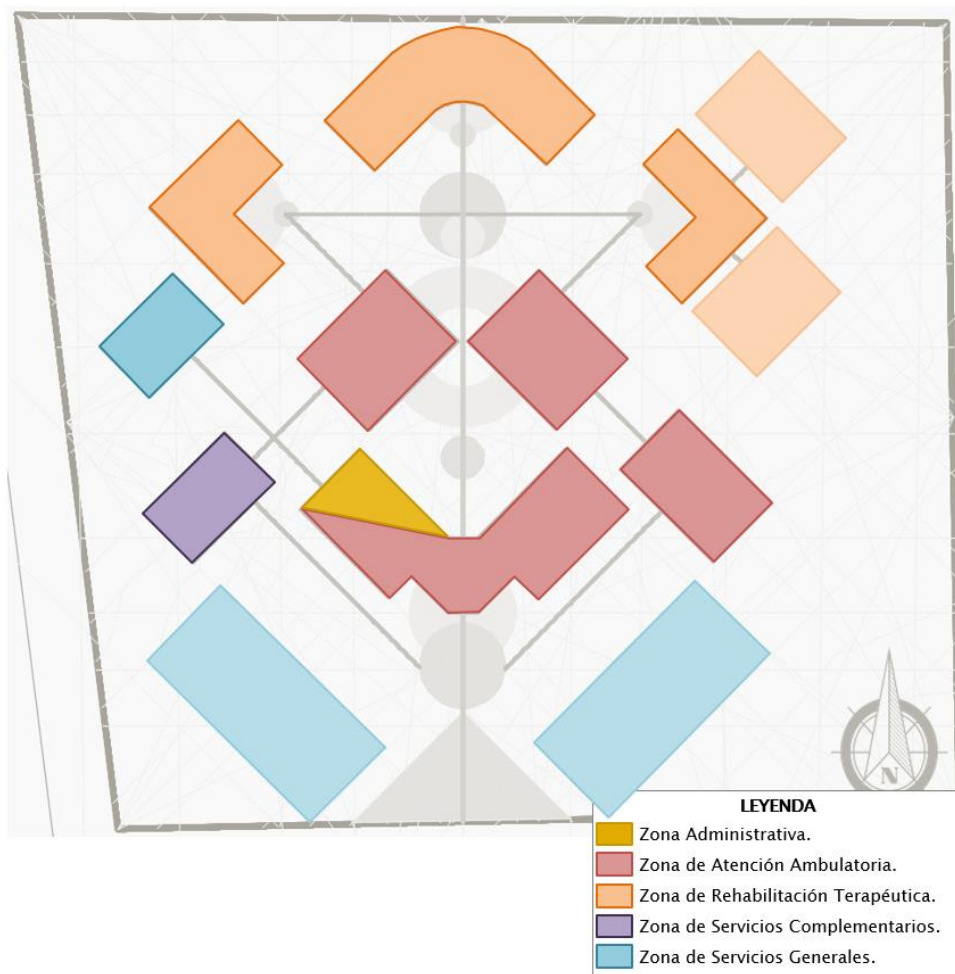 N
LEYENDA
Zona Administrativa.
Zona de Atención Ambulatoria.
Zona de Rehabilitación Terapéutica.
Zona de Servicios Complementarios.
Zona de Servicios Generales.